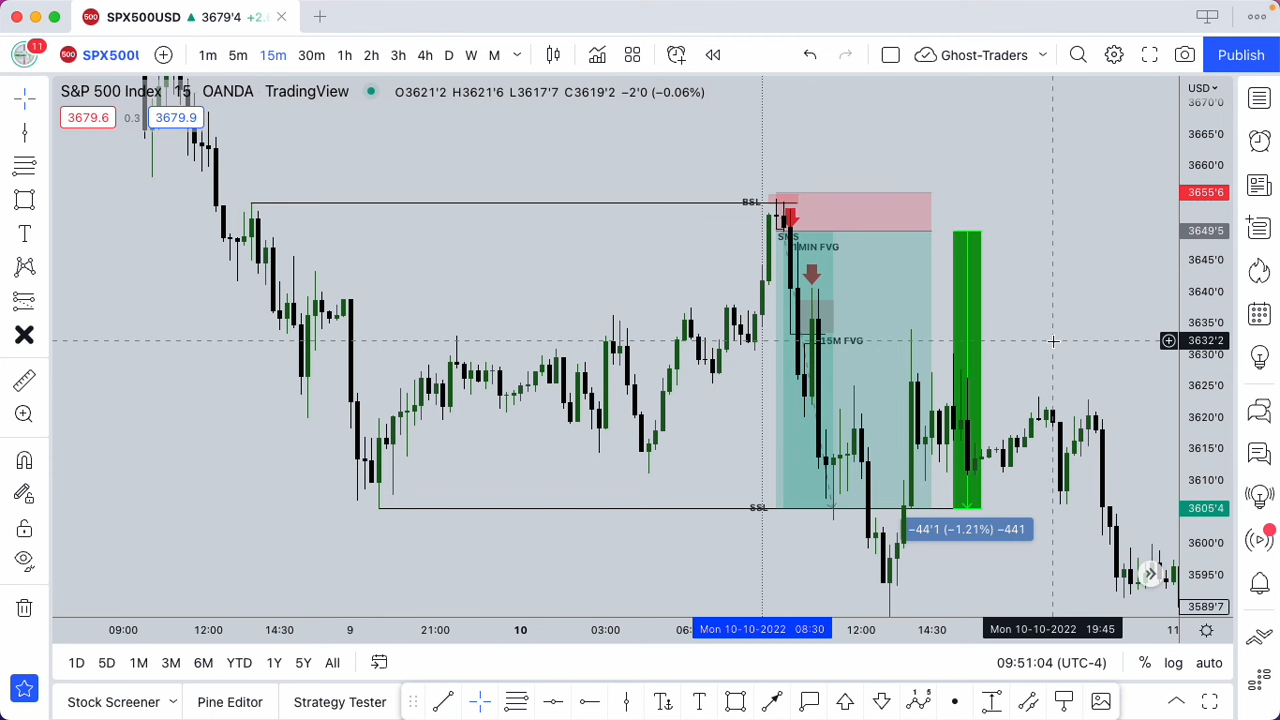 500 SPX500USD ▲ 3679'4 +2.
11 500 SPX500U 1m 5m 15m 30m 1h 2h 3h 4h D W M Ghost-Traders Publish
S&P 500 Index 15 OANDA TradingView O3621'2 H3621'6 L3617'7 C3619'2 −2'0 (−0.06%)
3679.6 0.3 3679.9
USD
3670'0
3665'0
3660'0
3655'6
3649'5
3645'0
3640'0
3635'0
3632'2
3630'0
3625'0
3620'0
3615'0
3610'0
3605'4
3600'0
3595'0
3589'7
BSL
SMS
1MIN FVG
15M FVG
SSL
−44'1 (−1.21%) −441
09:00 12:00 14:30 9 21:00 10 03:00 06: Mon 10-10-2022 08:30 12:00 14:30 Mon 10-10-2022 19:45 11
1D 5D 1M 3M 6M YTD 1Y 5Y All 09:51:04 (UTC-4) % log auto
Stock Screener Pine Editor Strategy Tester